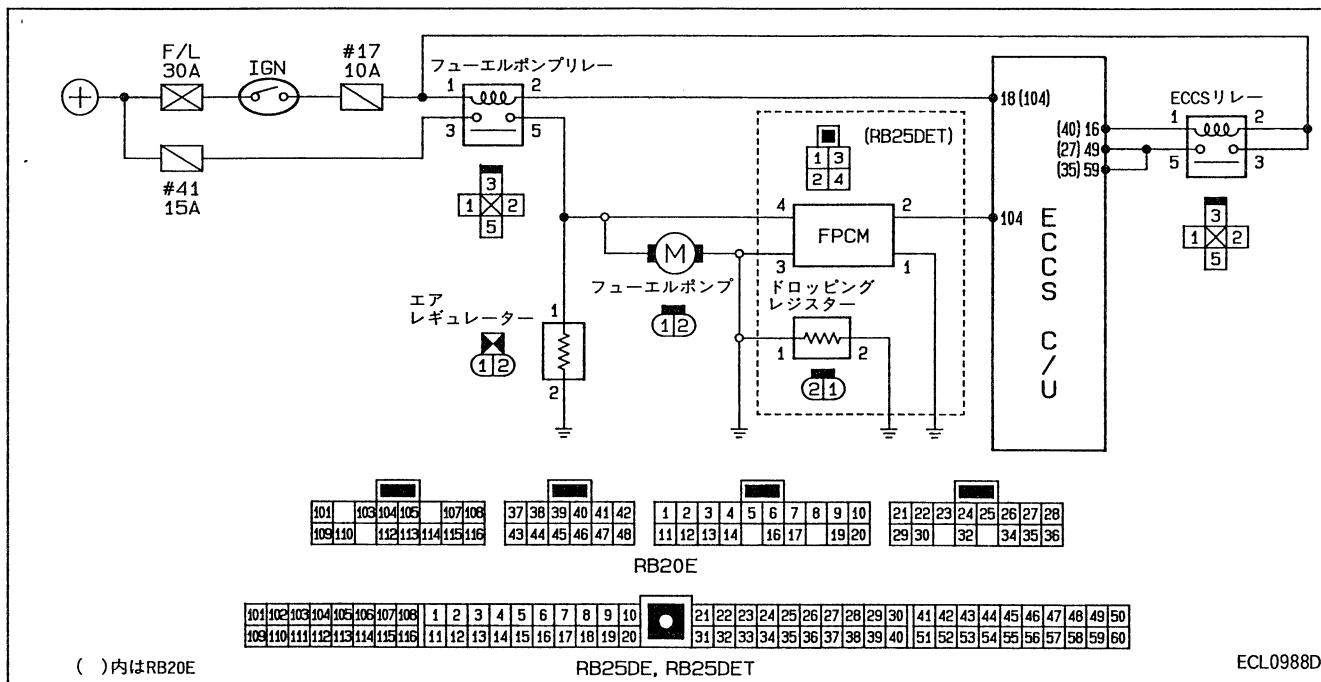 F/L
30A
IGN
#17
10A
フューエルポンプリレー
1 2
3 5
#41
15A
3
1 2
5
18 (104)
(40) 16
(27) 49
(35) 59
104
ECCS C/U
ECCSリレー
1 2
5 3
3
1 2
5
(RB25DET)
1 3
2 4
4 2
FPCM
3 1
M
フューエルポンプ
1 2
ドロッピング
レジスター
1 2
2 1
エア
レギュレーター
1
2
1 2
101 103 104 105 107 108
109 110 112 113 114 115 116
37 38 39 40 41 42
43 44 45 46 47 48
1 2 3 4 5 6 7 8 9 10
11 12 13 14 16 17 19 20
21 22 23 24 25 26 27 28
29 30 32 34 35 36
RB20E
101 102 103 104 105 106 107 108 1 2 3 4 5 6 7 8 9 10 21 22 23 24 25 26 27 28 29 30 41 42 43 44 45 46 47 48 49 50
109 110 111 112 113 114 115 116 11 12 13 14 15 16 17 18 19 20 31 32 33 34 35 36 37 38 39 40 51 52 53 54 55 56 57 58 59 60
( )内はRB20E
RB25DE, RB25DET
ECL0988D